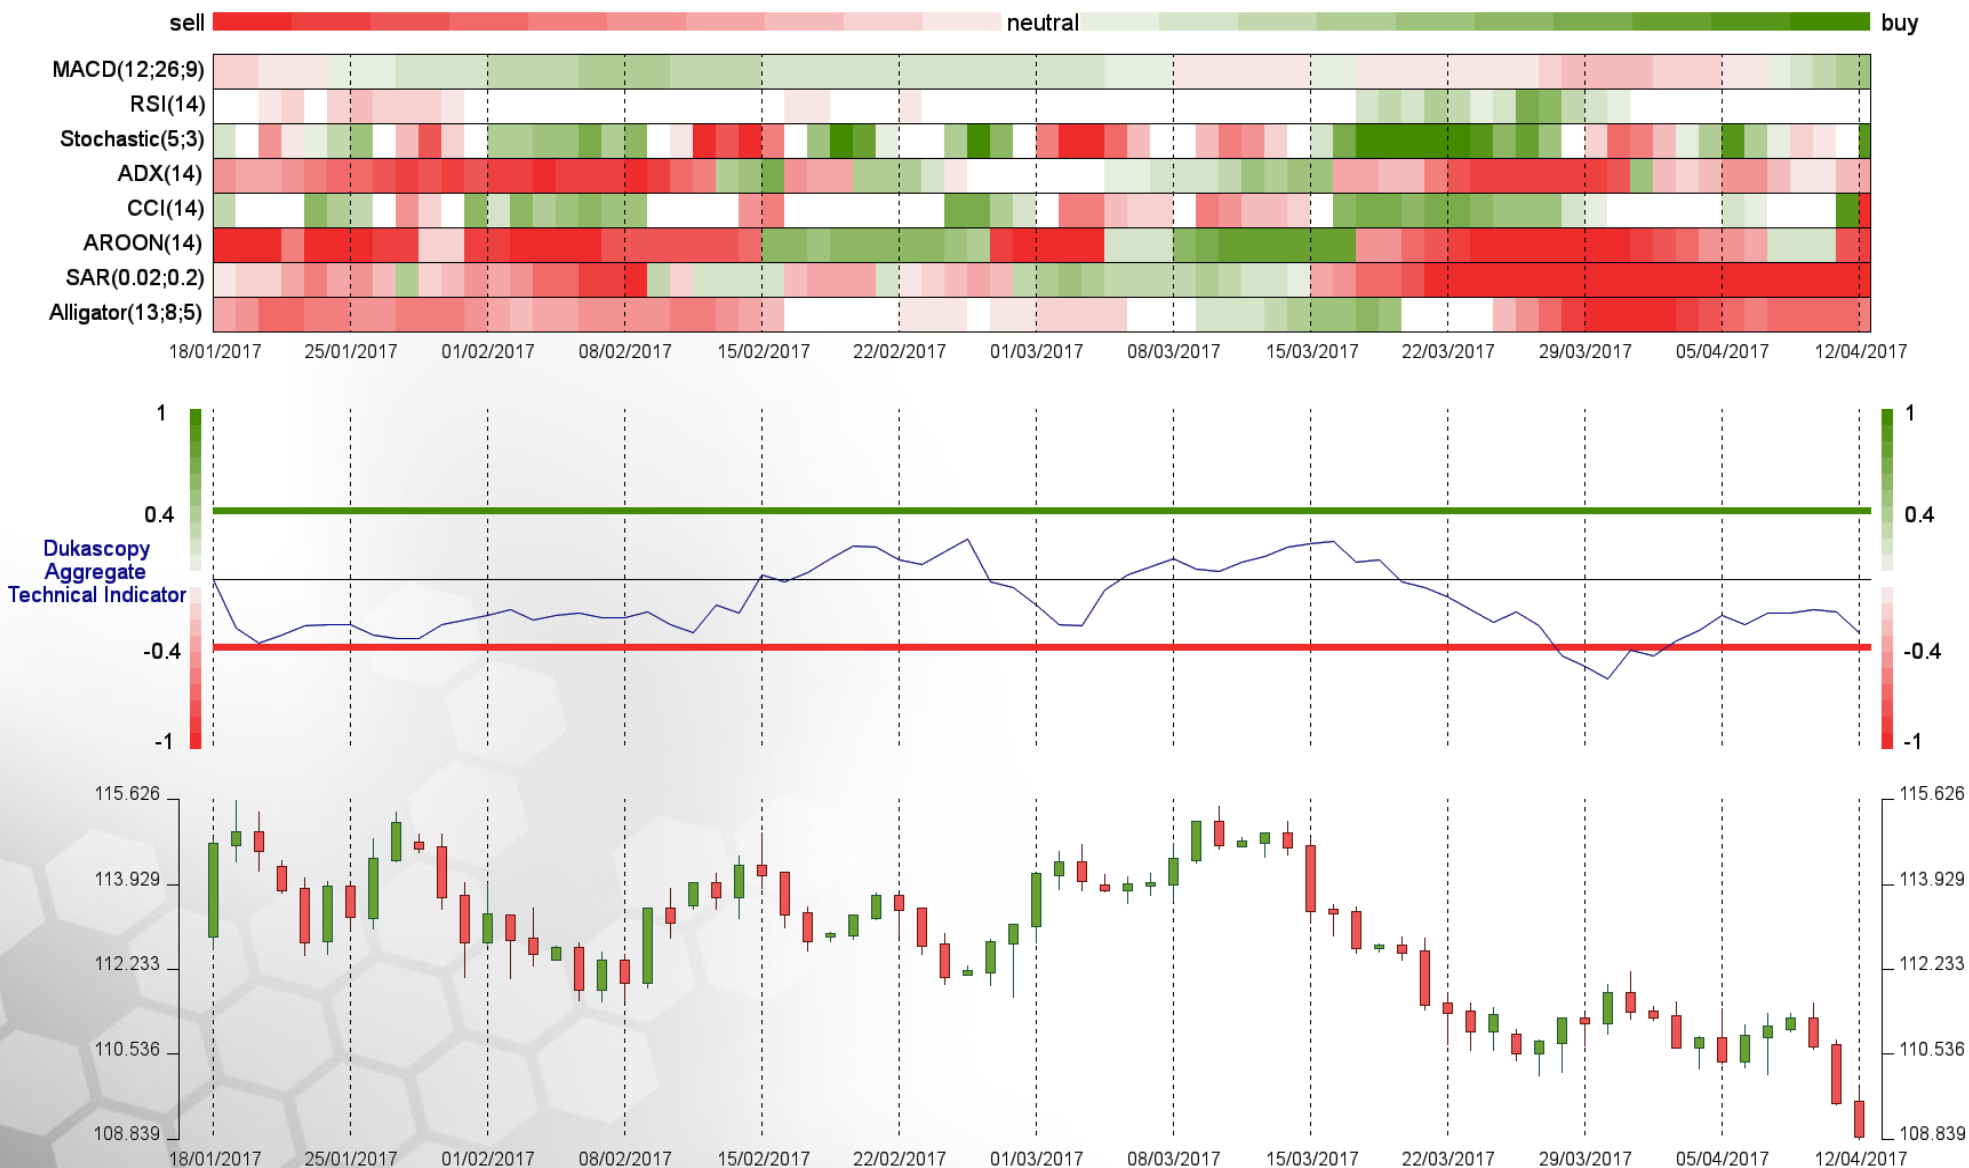 sell neutral buy
MACD(12;26;9)
RSI(14)
Stochastic(5;3)
ADX(14)
CCI(14)
AROON(14)
SAR(0.02;0.2)
Alligator(13;8;5)
18/01/2017 25/01/2017 01/02/2017 08/02/2017 15/02/2017 22/02/2017 01/03/2017 08/03/2017 15/03/2017 22/03/2017 29/03/2017 05/04/2017 12/04/2017
1 1
0.4 0.4
Dukascopy
Aggregate
Technical Indicator
-0.4 -0.4
-1 -1
115.626 115.626
113.929 113.929
112.233 112.233
110.536 110.536
108.839 108.839
18/01/2017 25/01/2017 01/02/2017 08/02/2017 15/02/2017 22/02/2017 01/03/2017 08/03/2017 15/03/2017 22/03/2017 29/03/2017 05/04/2017 12/04/2017